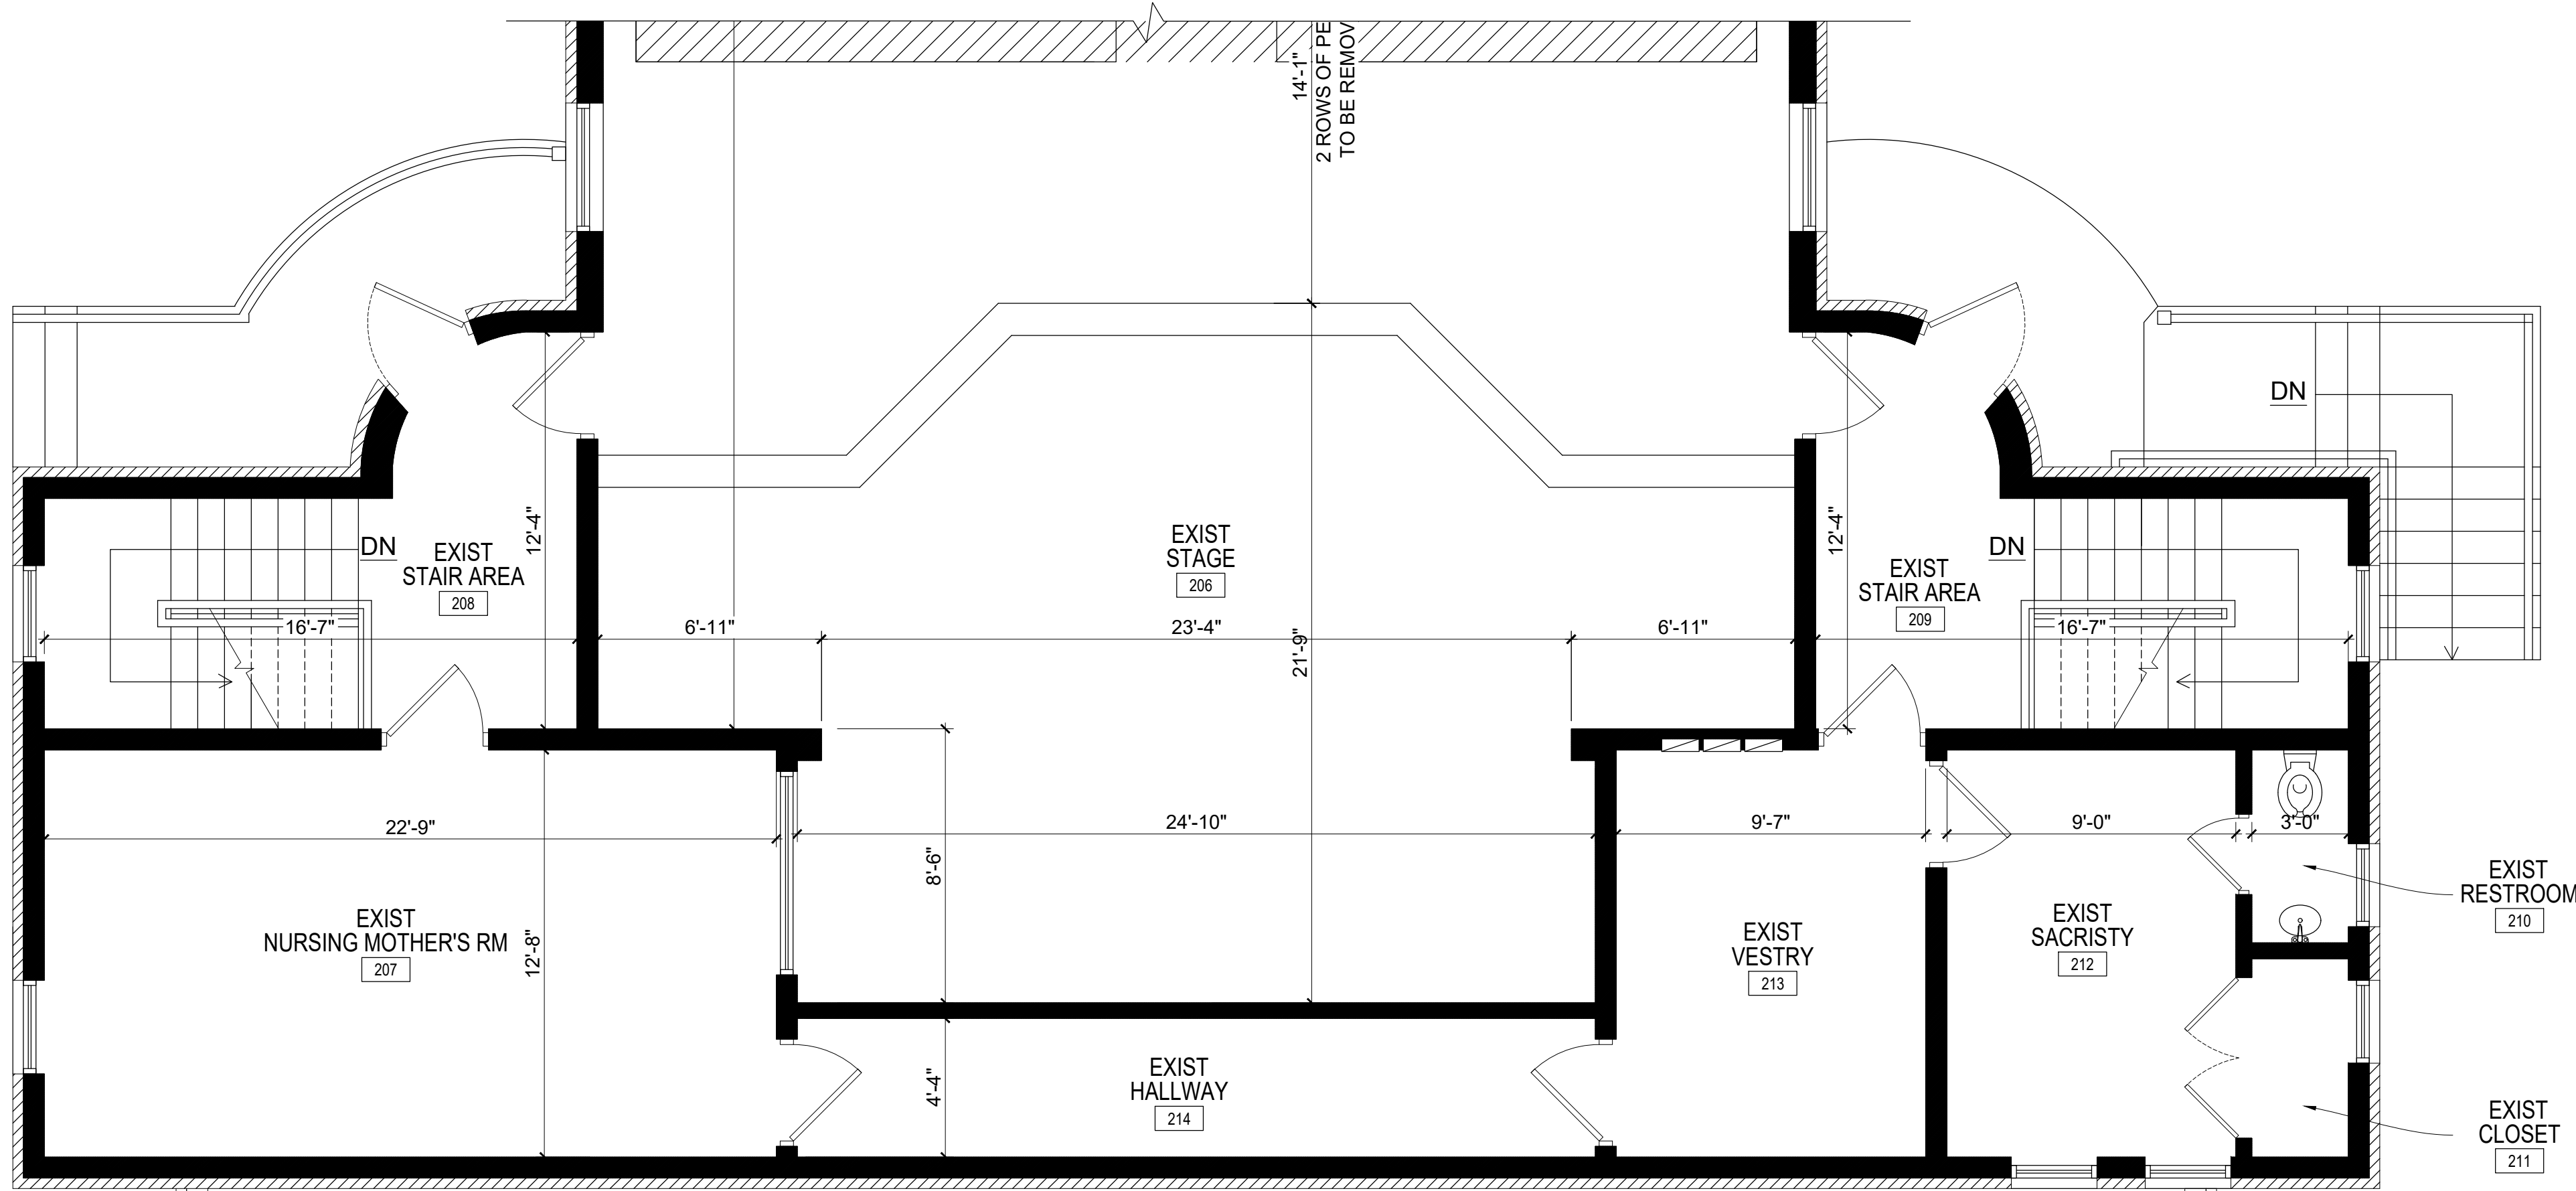 14'-1"
2 ROWS OF PE
TO BE REMOV
DN
DN
EXIST
STAIR AREA
208
12'-4"
EXIST
STAGE
206
12'-4"
EXIST
STAIR AREA
209
DN
16'-7"
6'-11"
23'-4"
21'-9"
6'-11"
16'-7"
22'-9"
8'-6"
24'-10"
9'-7"
9'-0"
3'-0"
EXIST
RESTROOM
210
EXIST
NURSING MOTHER'S RM
207
12'-8"
EXIST
VESTRY
213
EXIST
SACRISTY
212
4'-4"
EXIST
HALLWAY
214
EXIST
CLOSET
211